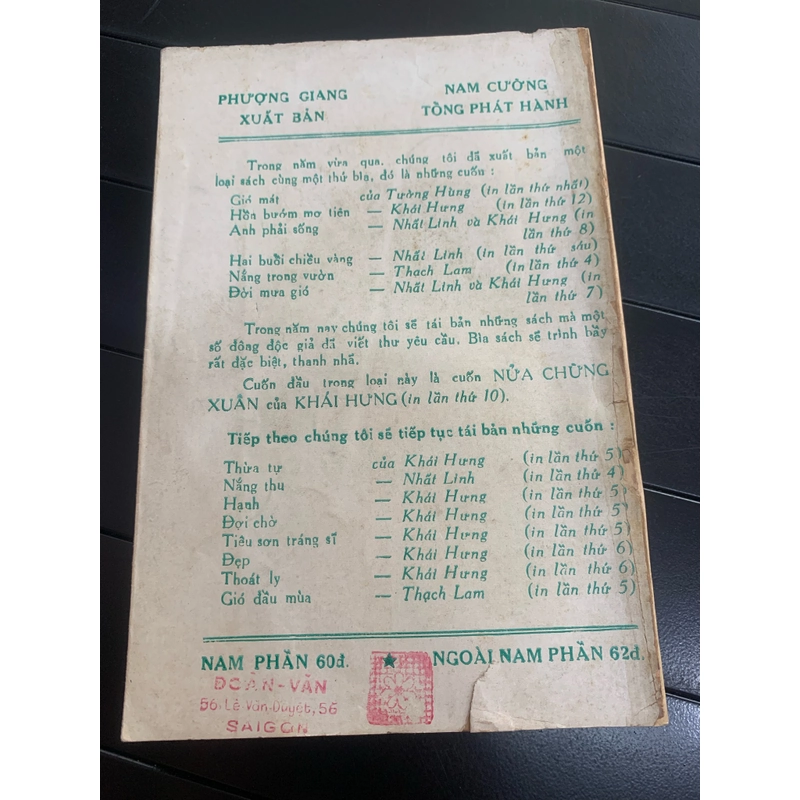 PHƯỢNG GIANG
XUẤT BẢN
NAM CƯỜNG
TỔNG PHÁT HÀNH
Trong năm vừa qua, chúng tôi đã xuất bản một
loại sách cùng một thứ bìa, đó là những cuốn :
Gió mát của Tường Hùng (in lần thứ nhất)
Hồn bướm mơ tiên — Khái Hưng (in lần thứ 12)
Anh phải sống — Nhất Linh và Khái Hưng (in
lần thứ 8)
Hai buổi chiều vàng — Nhất Linh (in lần thứ sáu)
Nắng trong vườn — Thạch Lam (in lần thứ 4)
Đời mưa gió — Nhất Linh và Khái Hưng (in
lần thứ 7)
Trong năm nay chúng tôi sẽ tái bản những sách mà một
số đông độc giả đã viết thư yêu cầu. Bìa sách sẽ trình bầy
rất đặc biệt, thanh nhã.
Cuốn đầu trong loại này là cuốn NỬA CHỪNG
XUÂN của KHÁI HƯNG (in lần thứ 10).
Tiếp theo chúng tôi sẽ tiếp tục tái bản những cuốn :
Thừa tự của Khái Hưng (in lần thứ 5)
Nắng thu — Nhất Linh (in lần thứ 4)
Hạnh — Khái Hưng (in lần thứ 5)
Đợi chờ — Khái Hưng (in lần thứ 5)
Tiêu sơn tráng sĩ — Khái Hưng (in lần thứ 5)
Đẹp — Khái Hưng (in lần thứ 6)
Thoát ly — Khái Hưng (in lần thứ 6)
Gió đầu mùa — Thạch Lam (in lần thứ 5)
NAM PHẦN 60đ. ★ NGOÀI NAM PHẦN 62đ.
ĐOÀN-VĂN
56, Lê Văn Duyệt, 56
SAIGON